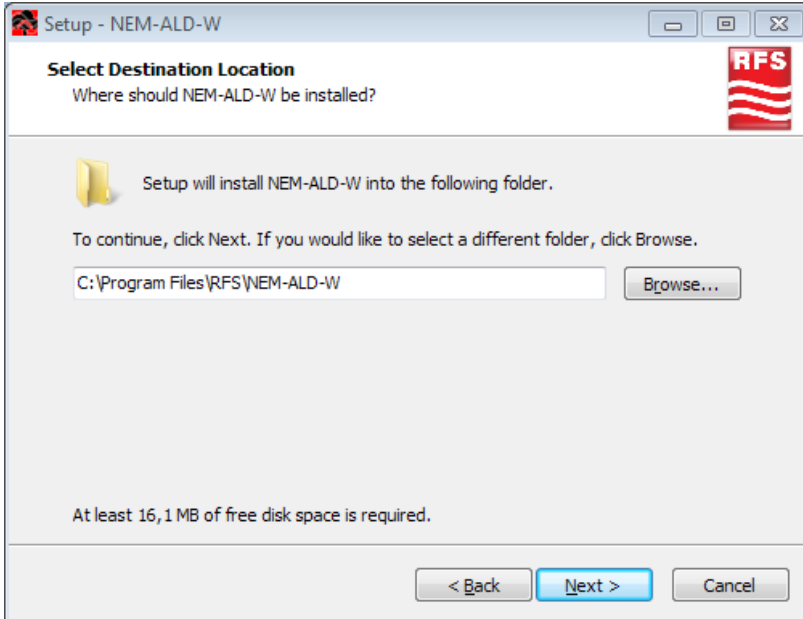 Setup - NEM-ALD-W
Select Destination Location
Where should NEM-ALD-W be installed?
RFS
Setup will install NEM-ALD-W into the following folder.
To continue, click Next. If you would like to select a different folder, click Browse.
C:\Program Files\RFS\NEM-ALD-W
Browse...
At least 16,1 MB of free disk space is required.
< Back
Next >
Cancel